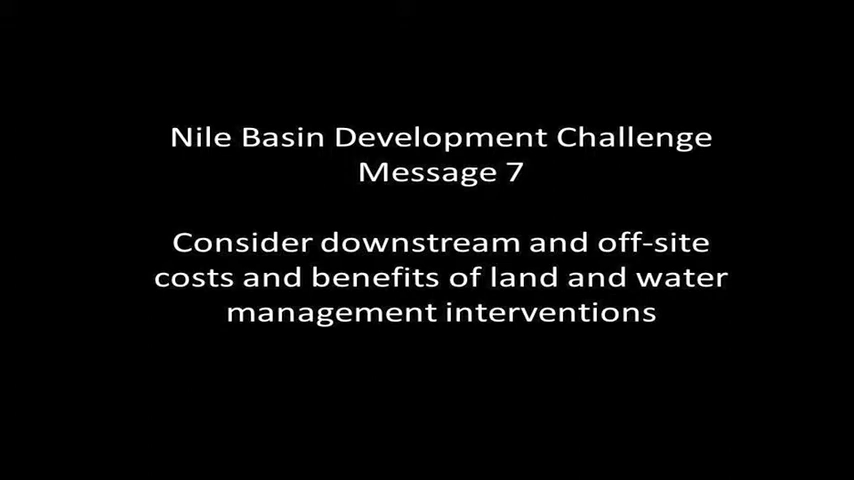 Nile Basin Development Challenge
Message 7
Consider downstream and off-site
costs and benefits of land and water
management interventions